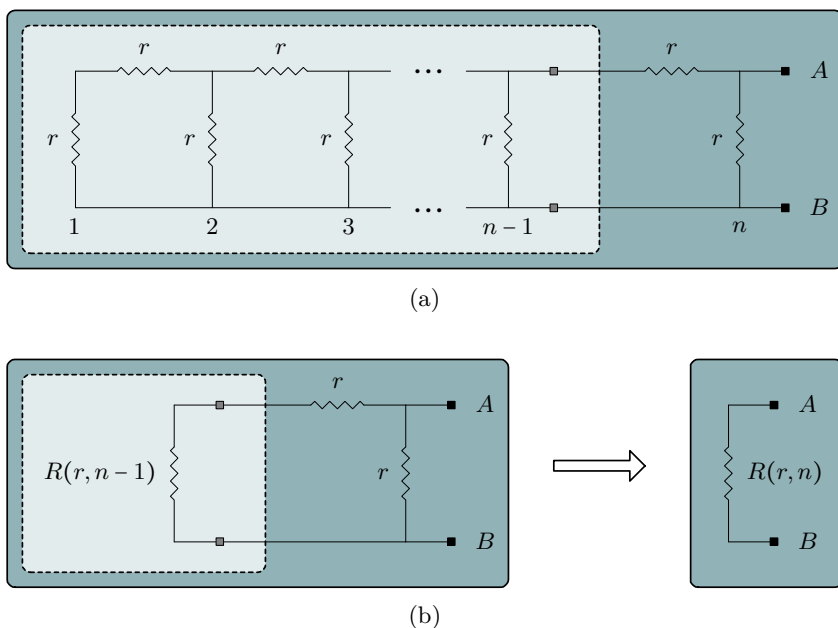 r r r
r r r r r
A
B
1 2 3 n − 1 n
(a)
r
A
R(r, n − 1) r
B
A
R(r, n)
B
(b)